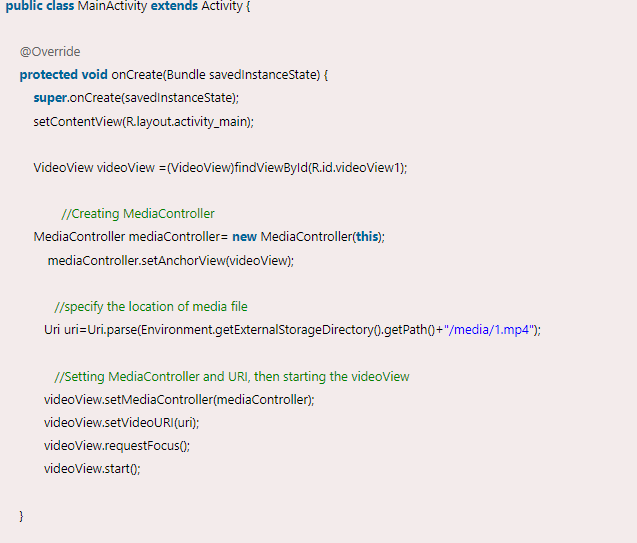 public class MainActivity extends Activity {
@Override
protected void onCreate(Bundle savedInstanceState) {
super.onCreate(savedInstanceState);
setContentView(R.layout.activity_main);
VideoView videoView =(VideoView)findViewById(R.id.videoView1);
//Creating MediaController
MediaController mediaController= new MediaController(this);
mediaController.setAnchorView(videoView);
//specify the location of media file
Uri uri=Uri.parse(Environment.getExternalStorageDirectory().getPath()+"/media/1.mp4");
//Setting MediaController and URI, then starting the videoView
videoView.setMediaController(mediaController);
videoView.setVideoURI(uri);
videoView.requestFocus();
videoView.start();
}